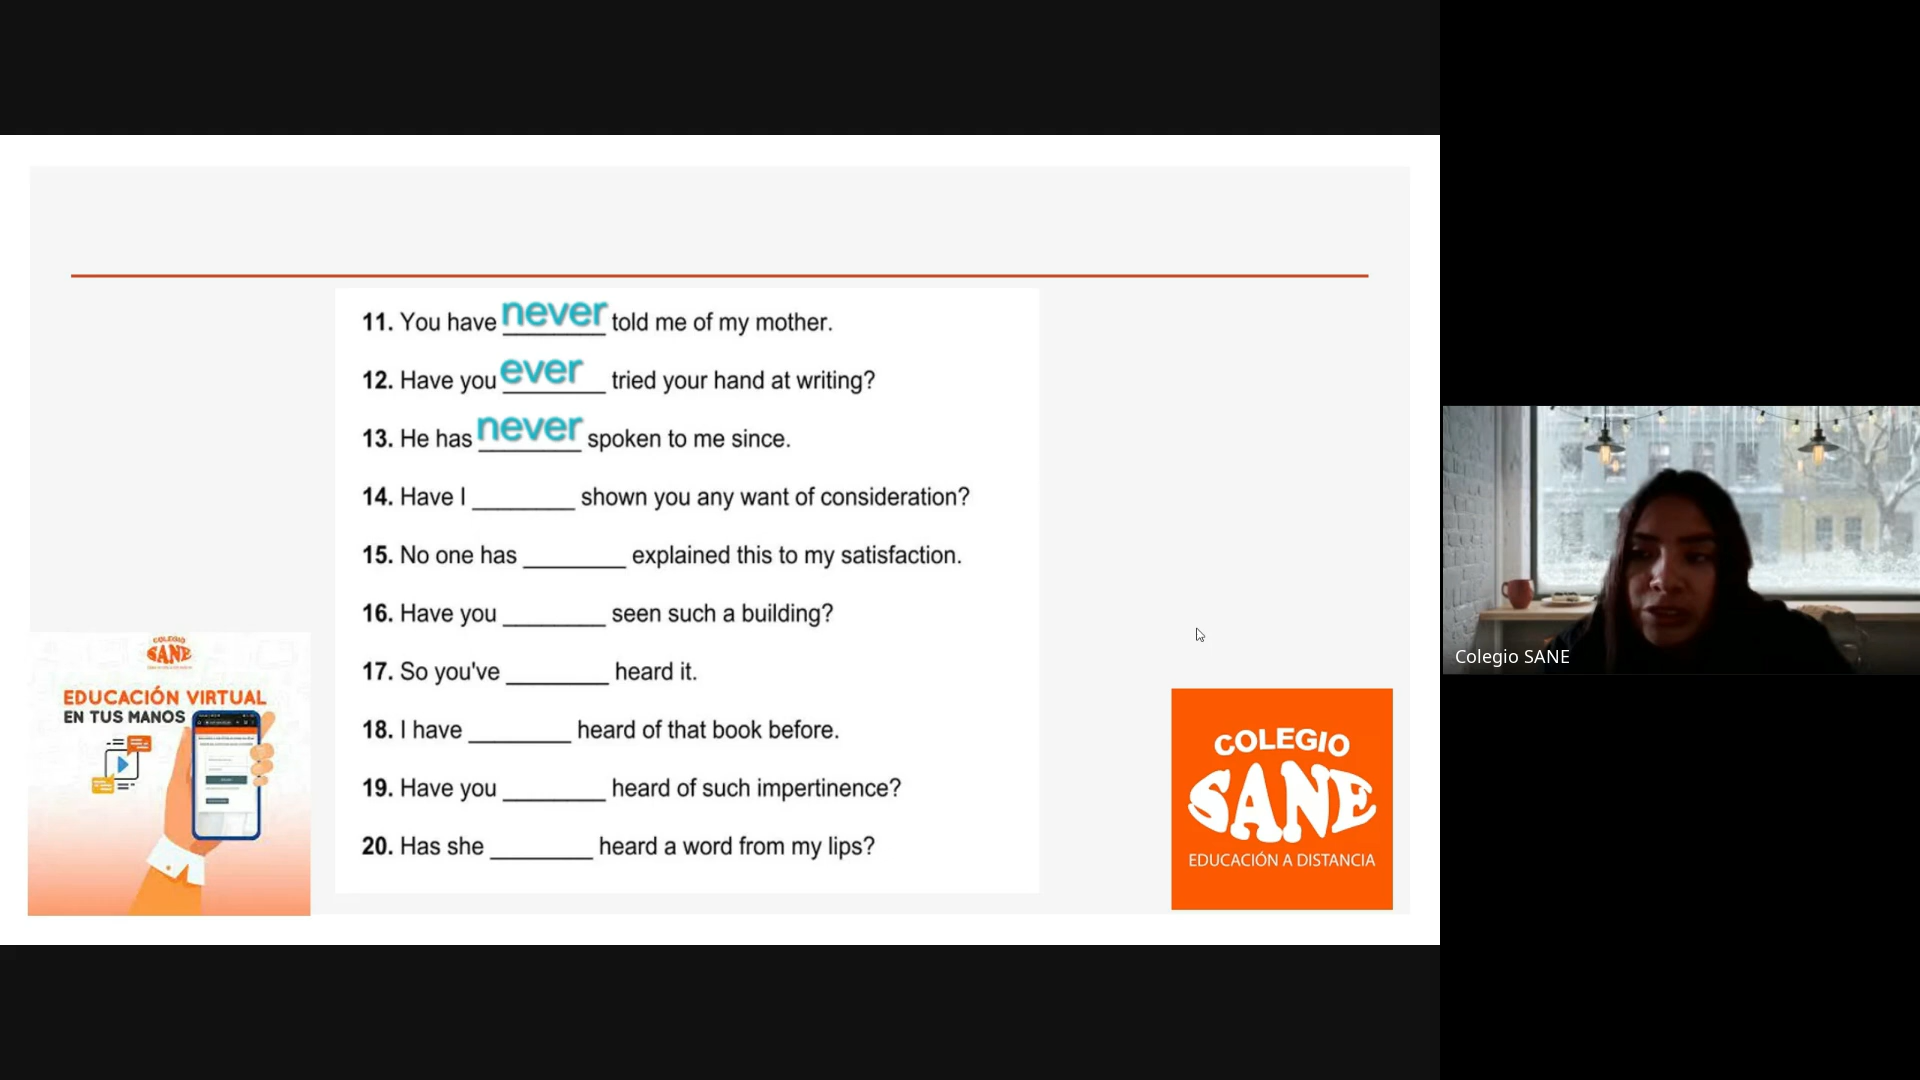 11. You have never told me of my mother.
12. Have you ever tried your hand at writing?
13. He has never spoken to me since.
14. Have I ________ shown you any want of consideration?
15. No one has ________ explained this to my satisfaction.
16. Have you ________ seen such a building?
17. So you've ________ heard it.
18. I have ________ heard of that book before.
19. Have you ________ heard of such impertinence?
20. Has she ________ heard a word from my lips?
COLEGIO
SANE
EDUCACIÓN VIRTUAL
EN TUS MANOS
COLEGIO
SANE
EDUCACIÓN A DISTANCIA
Colegio SANE